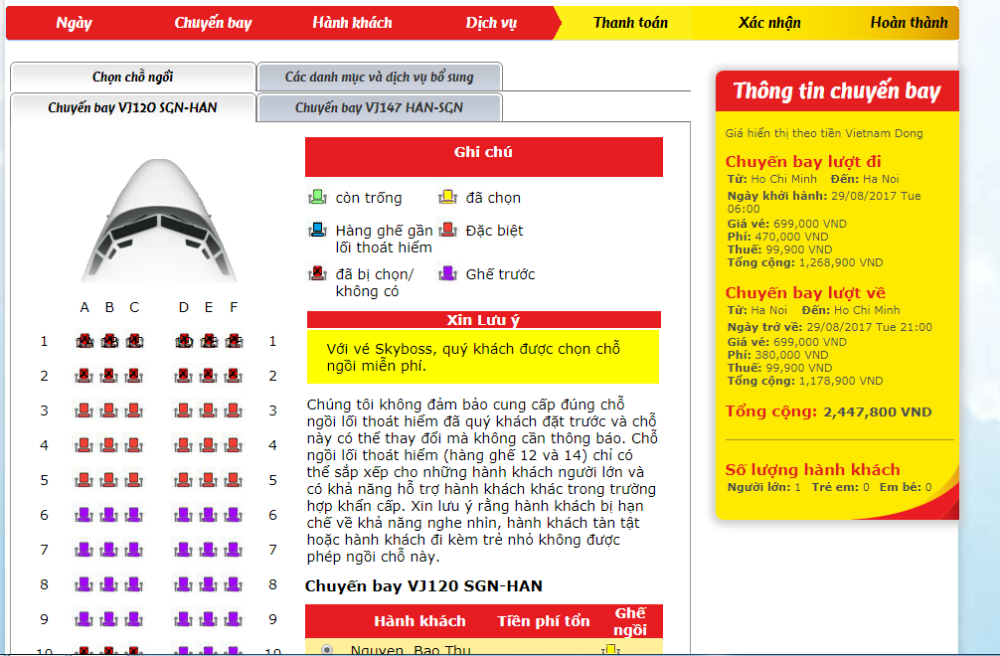 Ngày Chuyến bay Hành khách Dịch vụ Thanh toán Xác nhận Hoàn thành
Chọn chỗ ngồi Các danh mục và dịch vụ bổ sung
Chuyến bay VJ120 SGN-HAN Chuyến bay VJ147 HAN-SGN
Ghi chú
còn trống đã chọn
Hàng ghế gần Đặc biệt
lối thoát hiểm
đã bị chọn/ Ghế trước
không có
A B C D E F
1 1
2 2
3 3
4 4
5 5
6 6
7 7
8 8
9 9
10 10
Xin Lưu ý
Với vé Skyboss, quý khách được chọn chỗ
ngồi miễn phí.
Chúng tôi không đảm bảo cung cấp đúng chỗ
ngồi lối thoát hiểm đã quý khách đặt trước và chỗ
này có thể thay đổi mà không cần thông báo. Chỗ
ngồi lối thoát hiểm (hàng ghế 12 và 14) chỉ có
thể sắp xếp cho những hành khách người lớn và
có khả năng hỗ trợ hành khách khác trong trường
hợp khẩn cấp. Xin lưu ý rằng hành khách bị hạn
chế về khả năng nghe nhìn, hành khách tàn tật
hoặc hành khách đi kèm trẻ nhỏ không được
phép ngồi chỗ này.
Chuyến bay VJ120 SGN-HAN
Hành khách Tiền phí tổn Ghế
ngồi
Nguyen, Bao Thu
Thông tin chuyến bay
Giá hiển thị theo tiền Vietnam Dong
Chuyến bay lượt đi
Từ: Ho Chi Minh Đến: Ha Noi
Ngày khởi hành: 29/08/2017 Tue
06:00
Giá vé: 699,000 VND
Phí: 470,000 VND
Thuế: 99,900 VND
Tổng cộng: 1,268,900 VND
Chuyến bay lượt về
Từ: Ha Noi Đến: Ho Chi Minh
Ngày trở về: 29/08/2017 Tue 21:00
Giá vé: 699,000 VND
Phí: 380,000 VND
Thuế: 99,900 VND
Tổng cộng: 1,178,900 VND
Tổng cộng: 2,447,800 VND
Số lượng hành khách
Người lớn: 1 Trẻ em: 0 Em bé: 0